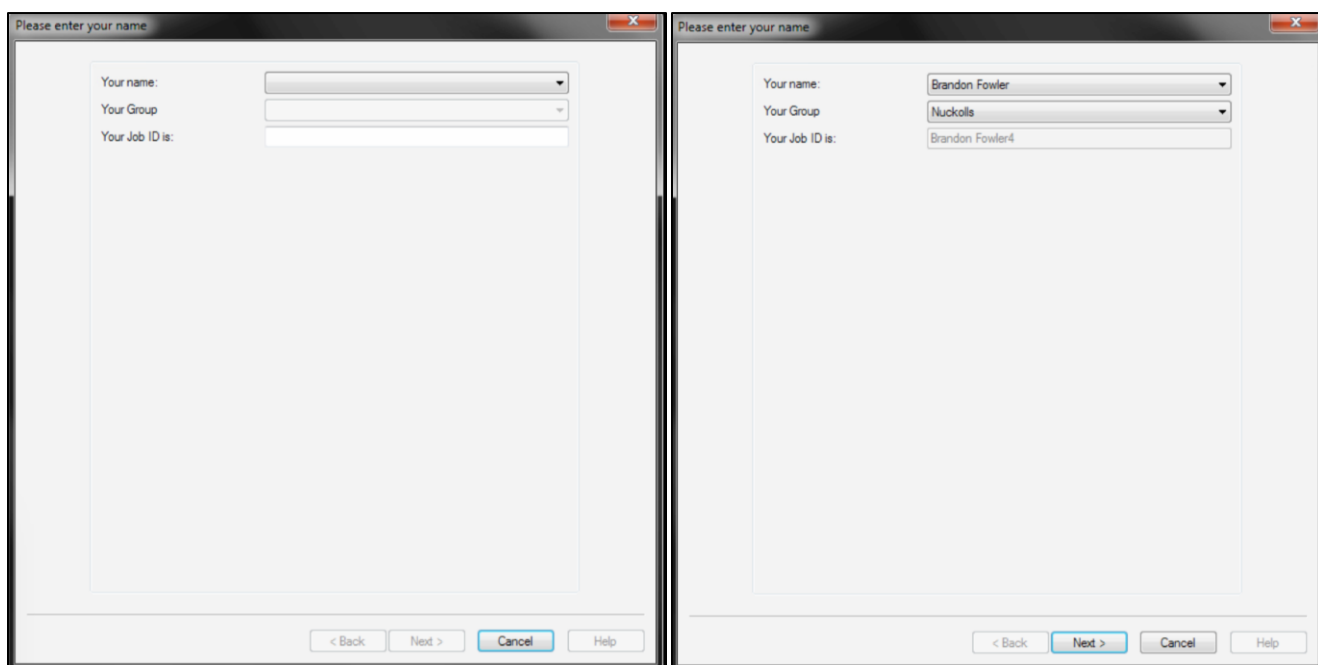 Please enter your name
X
Your name:
Your Group
Your Job ID is:
< Back Next > Cancel Help
Please enter your name
X
Your name: Brandon Fowler
Your Group Nuckolls
Your Job ID is: Brandon Fowler4
< Back Next > Cancel Help